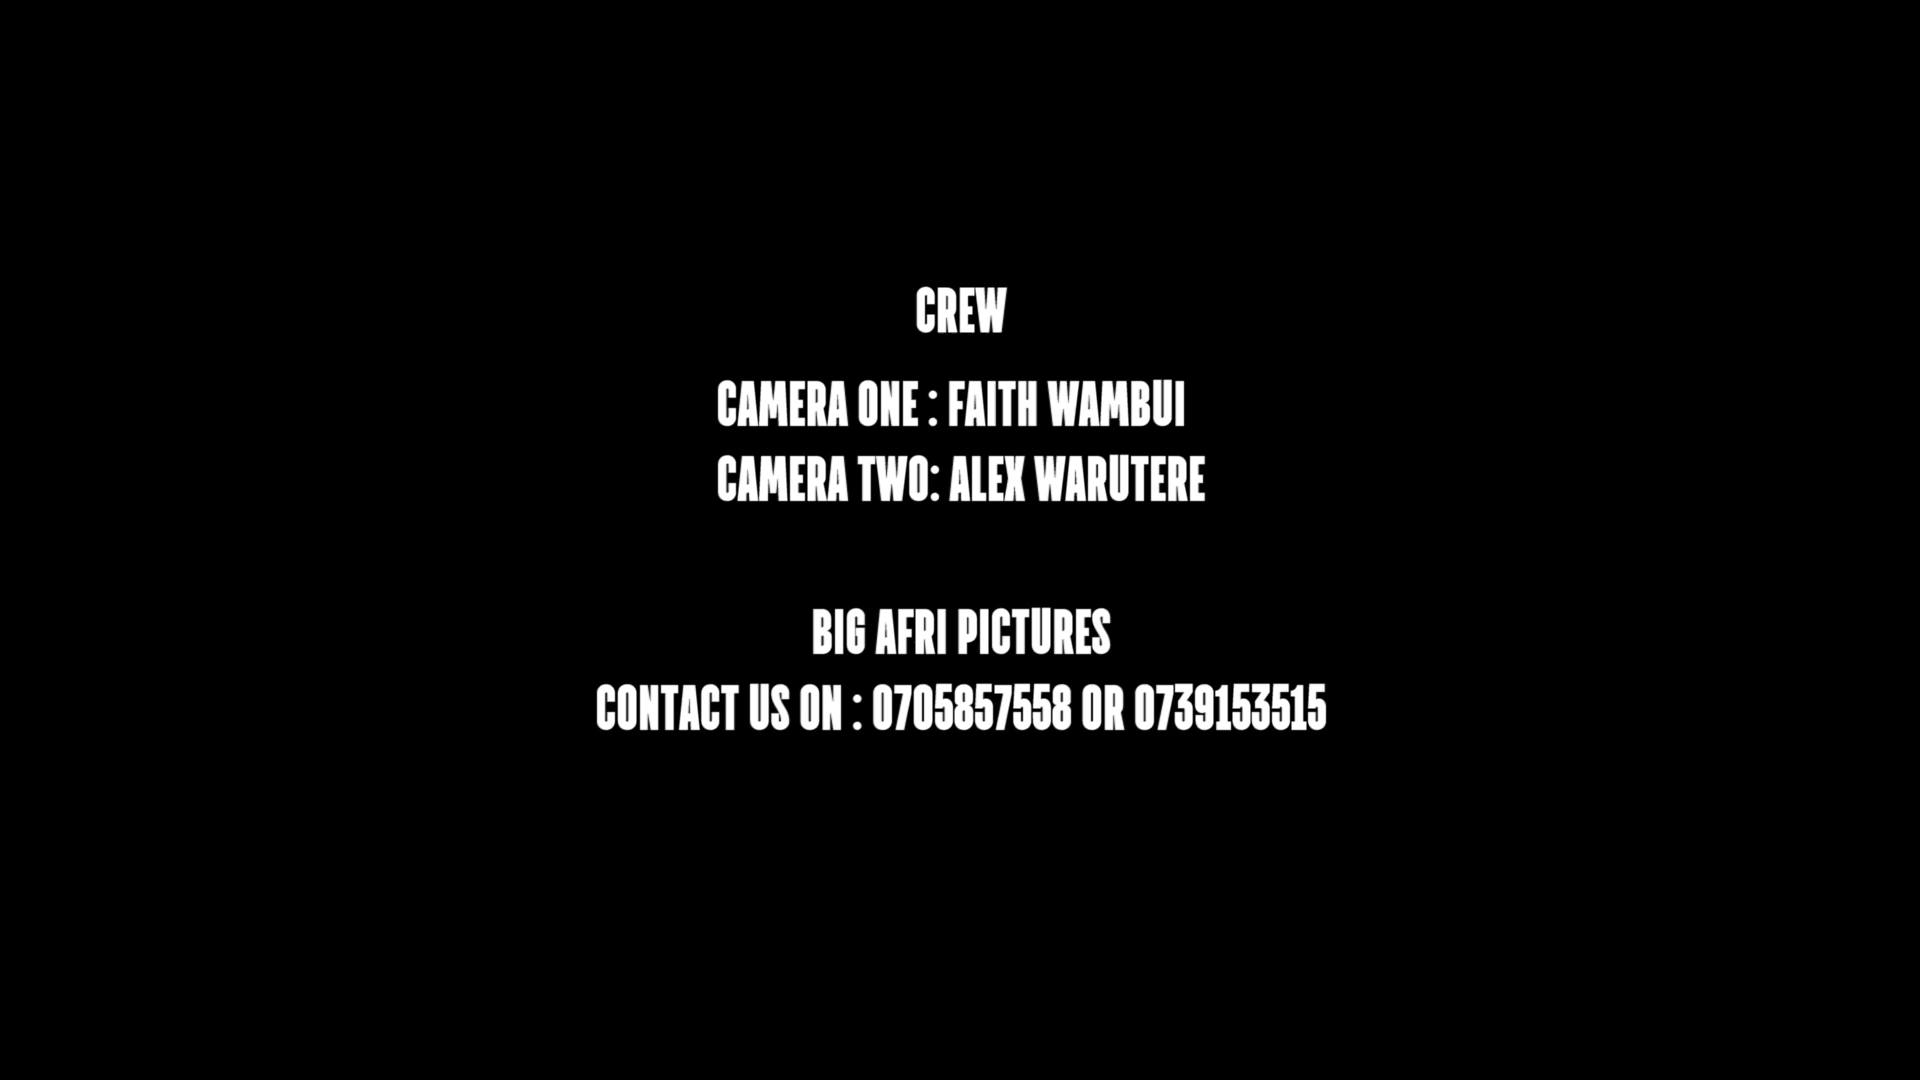 CREW
CAMERA ONE : FAITH WAMBUI
CAMERA TWO: ALEX WARUTERE
BIG AFRI PICTURES
CONTACT US ON : 0705857558 OR 0739153515